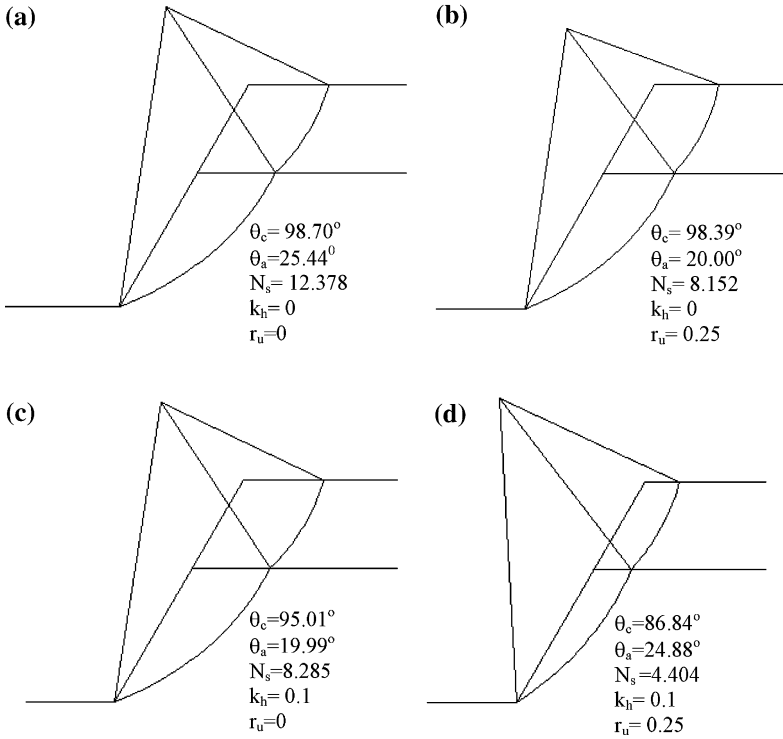 (a)
θc= 98.70°
θa=25.44⁰
Ns= 12.378
kh= 0
ru=0
(b)
θc= 98.39°
θa= 20.00°
Ns= 8.152
kh= 0
ru= 0.25
(c)
θc=95.01°
θa=19.99°
Ns=8.285
kh= 0.1
ru=0
(d)
θc=86.84°
θa=24.88°
Ns =4.404
kh= 0.1
ru= 0.25